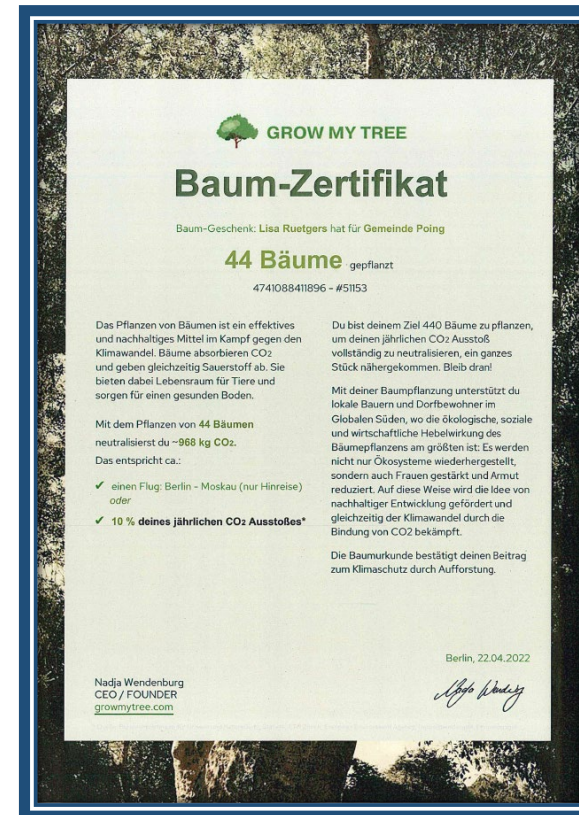 GROW MY TREE
Baum-Zertifikat
Baum-Geschenk: Lisa Ruetgers hat für Gemeinde Poing
44 Bäume gepflanzt
4741088411896 - #51153
Das Pflanzen von Bäumen ist ein effektives
und nachhaltiges Mittel im Kampf gegen den
Klimawandel. Bäume absorbieren CO2
und geben gleichzeitig Sauerstoff ab. Sie
bieten dabei Lebensraum für Tiere und
sorgen für einen gesunden Boden.
Mit dem Pflanzen von 44 Bäumen
neutralisierst du ~968 kg CO2.
Das entspricht ca.:
✓ einen Flug: Berlin - Moskau (nur Hinreise)
oder
✓ 10 % deines jährlichen CO2 Ausstoßes*
Du bist deinem Ziel 440 Bäume zu pflanzen,
um deinen jährlichen CO2 Ausstoß
vollständig zu neutralisieren, ein ganzes
Stück nähergekommen. Bleib dran!
Mit deiner Baumpflanzung unterstützt du
lokale Bauern und Dorfbewohner im
Globalen Süden, wo die ökologische, soziale
und wirtschaftliche Hebelwirkung des
Bäumepflanzens am größten ist: Es werden
nicht nur Ökosysteme wiederhergestellt,
sondern auch Frauen gestärkt und Armut
reduziert. Auf diese Weise wird die Idee von
nachhaltiger Entwicklung gefördert und
gleichzeitig der Klimawandel durch die
Bindung von CO2 bekämpft.
Die Baumurkunde bestätigt deinen Beitrag
zum Klimaschutz durch Aufforstung.
Berlin, 22.04.2022
Nadja Wendenburg
CEO / FOUNDER
growmytree.com